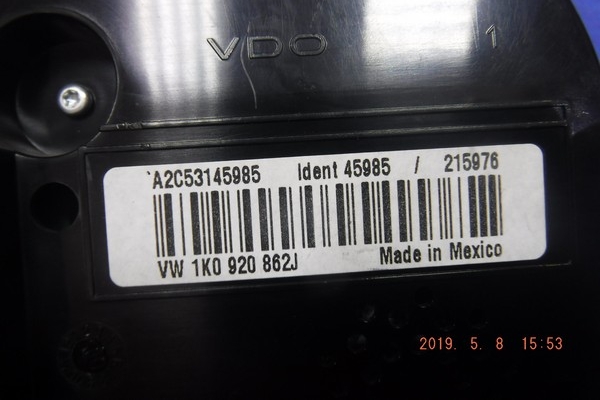 VDO 1
A2C53145985 Ident 45985 / 215976
VW 1K0 920 862J Made in Mexico
2019. 5. 8 15:53